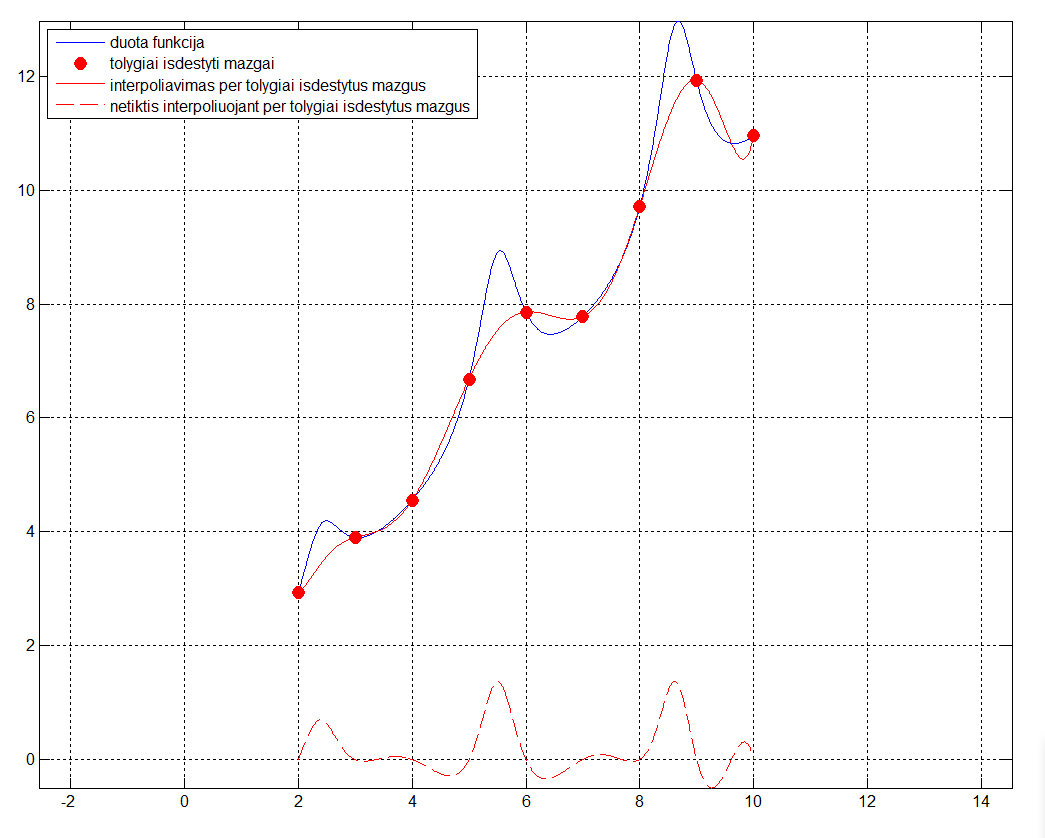 duota funkcija
tolygiai isdestyti mazgai
interpoliavimas per tolygiai isdestytus mazgus
netiktis interpoliuojant per tolygiai isdestytus mazgus
12
10
8
6
4
2
0
-2 0 2 4 6 8 10 12 14